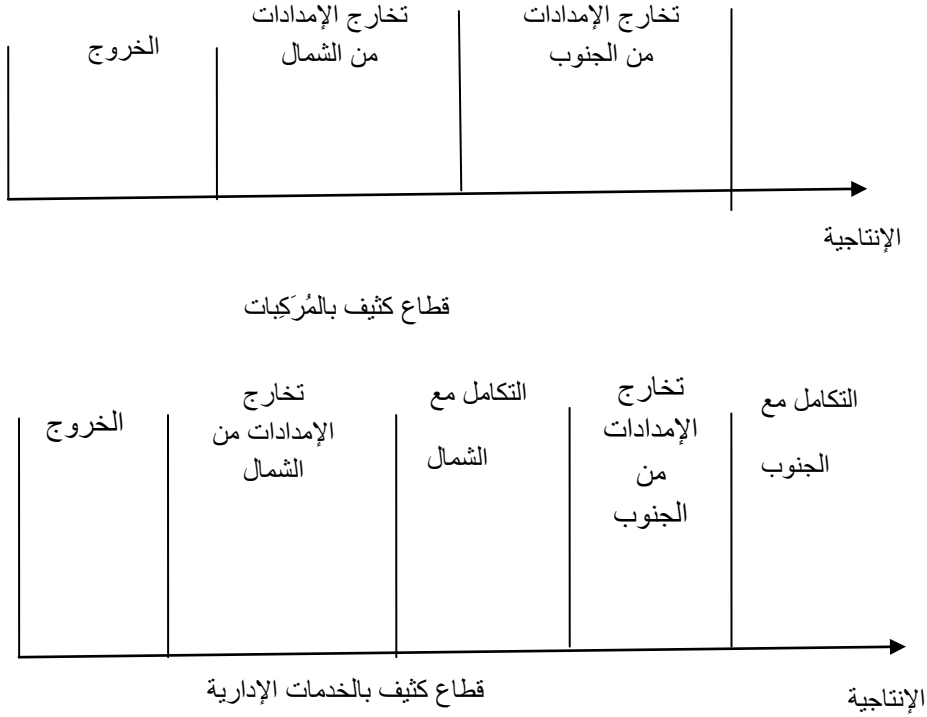 الخروج
تخارج الإمدادات
من الشمال
تخارج الإمدادات
من الجنوب
الإنتاجية
قطاع كثيف بالمُرَكِبات
الخروج
تخارج
الإمدادات من
الشمال
التكامل مع
الشمال
تخارج
الإمدادات
من
الجنوب
التكامل مع
الجنوب
قطاع كثيف بالخدمات الإدارية
الإنتاجية